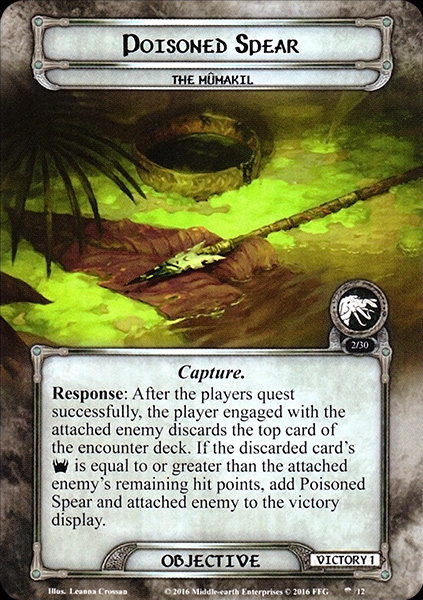 Poisoned Spear
The Mûmakil
2/30
Capture.
Response: After the players quest
successfully, the player engaged with the
attached enemy discards the top card of
the encounter deck. If the discarded card's
is equal to or greater than the attached
enemy's remaining hit points, add Poisoned
Spear and attached enemy to the victory
display.
Objective
Victory 1
Illus. Leanna Crossan © 2016 Middle-earth Enterprises © 2016 FFG 12